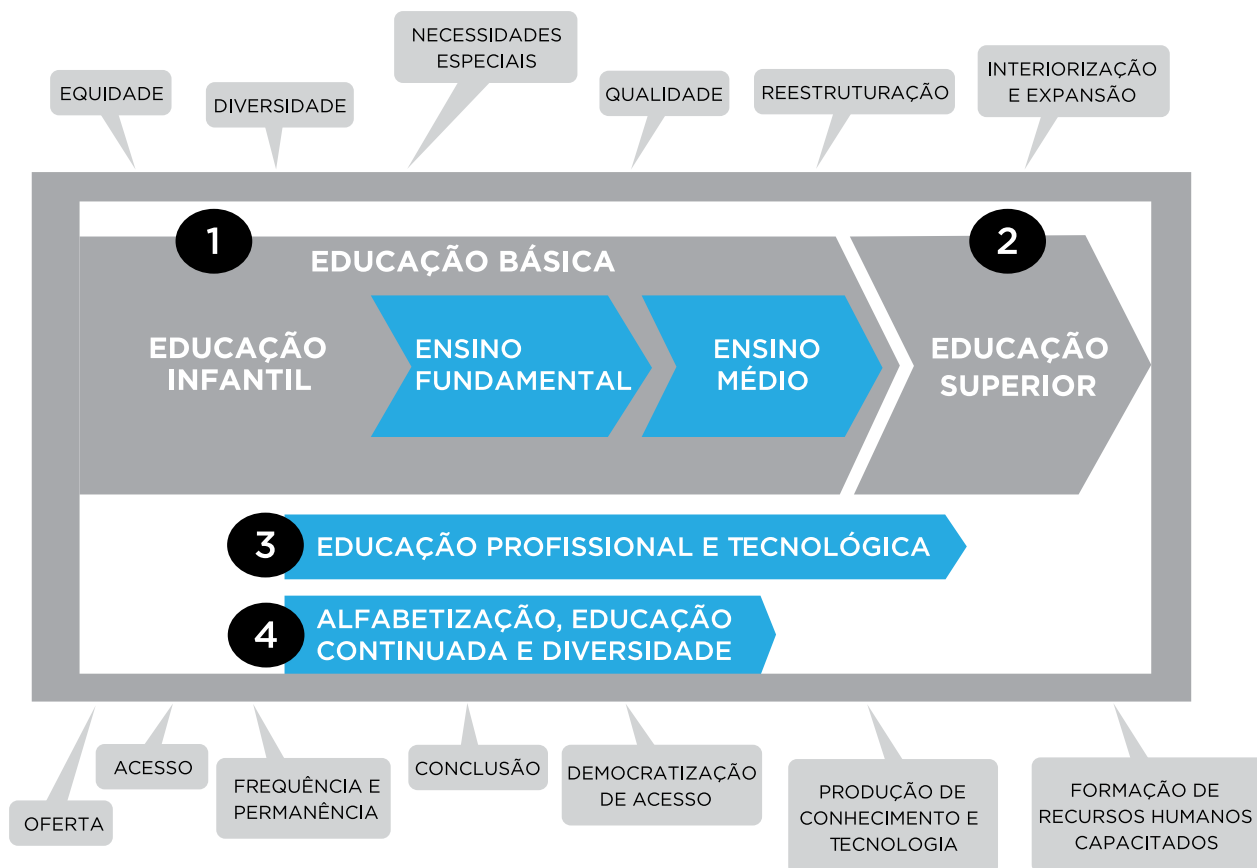 NECESSIDADES
ESPECIAIS
EQUIDADE
DIVERSIDADE
QUALIDADE
REESTRUTURAÇÃO
INTERIORIZAÇÃO
E EXPANSÃO
1
2
EDUCAÇÃO BÁSICA
EDUCAÇÃO
INFANTIL
ENSINO
FUNDAMENTAL
ENSINO
MÉDIO
EDUCAÇÃO
SUPERIOR
3
EDUCAÇÃO PROFISSIONAL E TECNOLÓGICA
4
ALFABETIZAÇÃO, EDUCAÇÃO
CONTINUADA E DIVERSIDADE
OFERTA
ACESSO
FREQUÊNCIA E
PERMANÊNCIA
CONCLUSÃO
DEMOCRATIZAÇÃO
DE ACESSO
PRODUÇÃO DE
CONHECIMENTO E
TECNOLOGIA
FORMAÇÃO DE
RECURSOS HUMANOS
CAPACITADOS